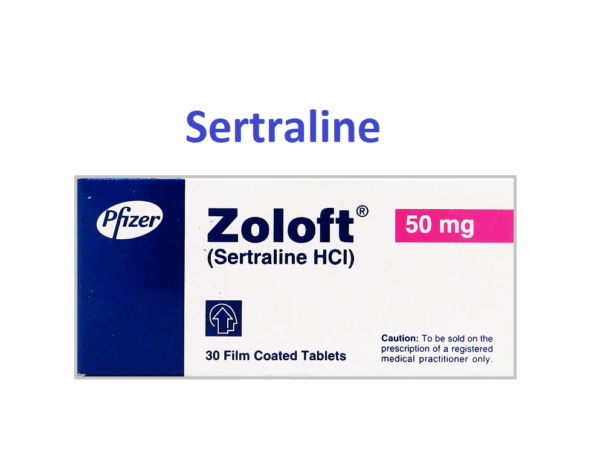 Sertraline
Pfizer
Zoloft®
50 mg
(Sertraline HCl)
30 Film Coated Tablets
Caution: To be sold on the
prescription of a registered
medical practitioner only.